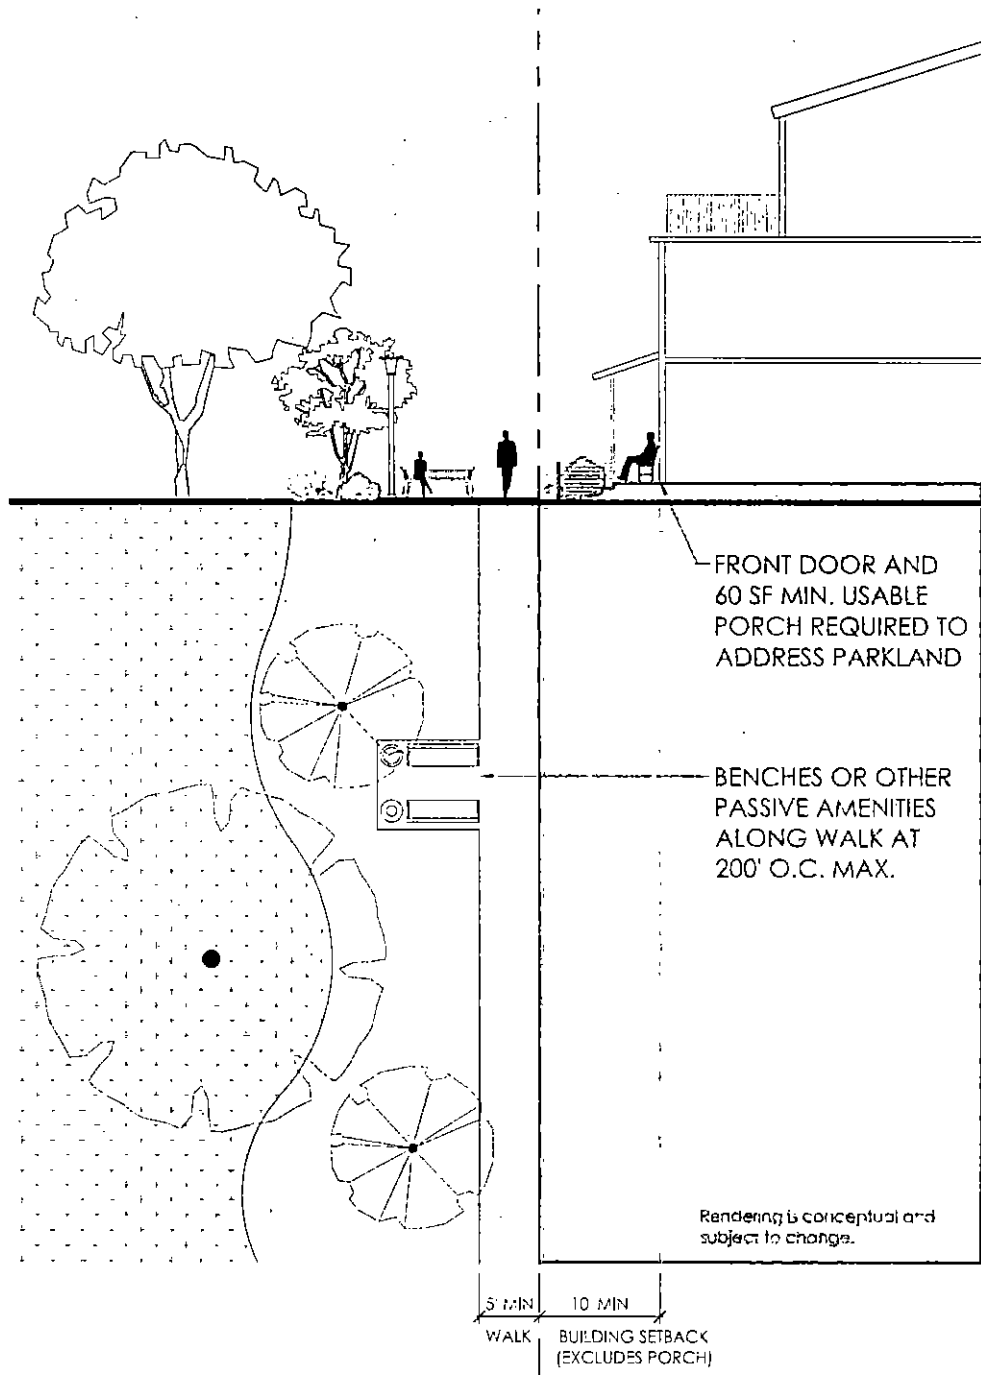 FRONT DOOR AND
60 SF MIN. USABLE
PORCH REQUIRED TO
ADDRESS PARKLAND
BENCHES OR OTHER
PASSIVE AMENITIES
ALONG WALK AT
200' O.C. MAX.
Rendering is conceptual and
subject to change.
5' MIN
10' MIN
WALK
BUILDING SETBACK
(EXCLUDES PORCH)